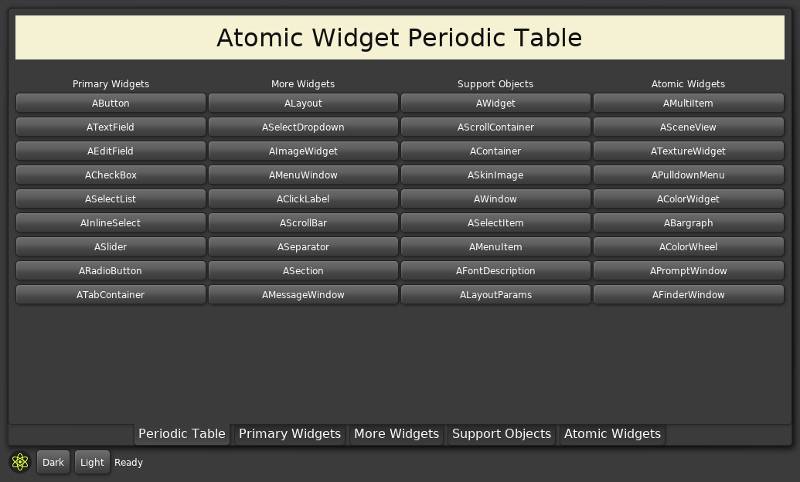 Atomic Widget Periodic Table
Primary Widgets More Widgets Support Objects Atomic Widgets
AButton ALayout AWidget AMultiItem
ATextField ASelectDropdown AScrollContainer ASceneView
AEditField AImageWidget AContainer ATextureWidget
ACheckBox AMenuWindow ASkinImage APulldownMenu
ASelectList AClickLabel AWindow AColorWidget
AInlineSelect AScrollBar ASelectItem ABargraph
ASlider ASeparator AMenuItem AColorWheel
ARadioButton ASection AFontDescription APromptWindow
ATabContainer AMessageWindow ALayoutParams AFinderWindow
Periodic Table Primary Widgets More Widgets Support Objects Atomic Widgets
Dark Light Ready